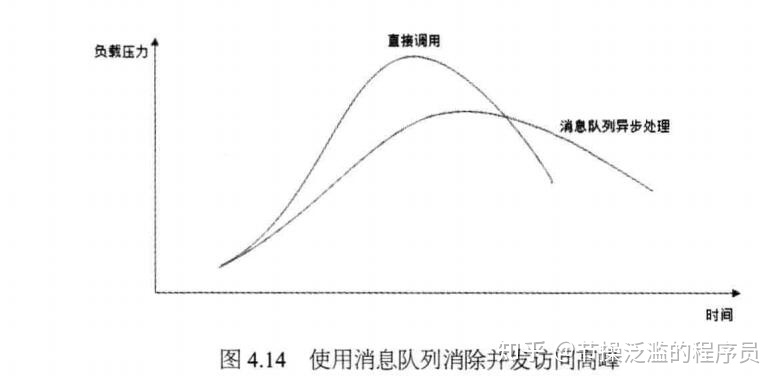 直接调用
负载压力
消息队列异步处理
时间
图 4.14 使用消息队列消除并发访问高峰
知乎 @节操泛滥的程序员